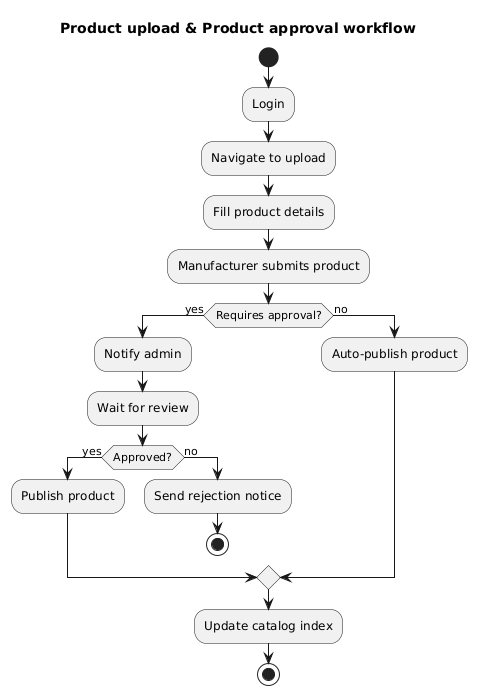 Product upload & Product approval workflow
Login
Navigate to upload
Fill product details
Manufacturer submits product
yes
Requires approval?
no
Notify admin
Auto-publish product
Wait for review
yes
Approved?
no
Publish product
Send rejection notice
Update catalog index